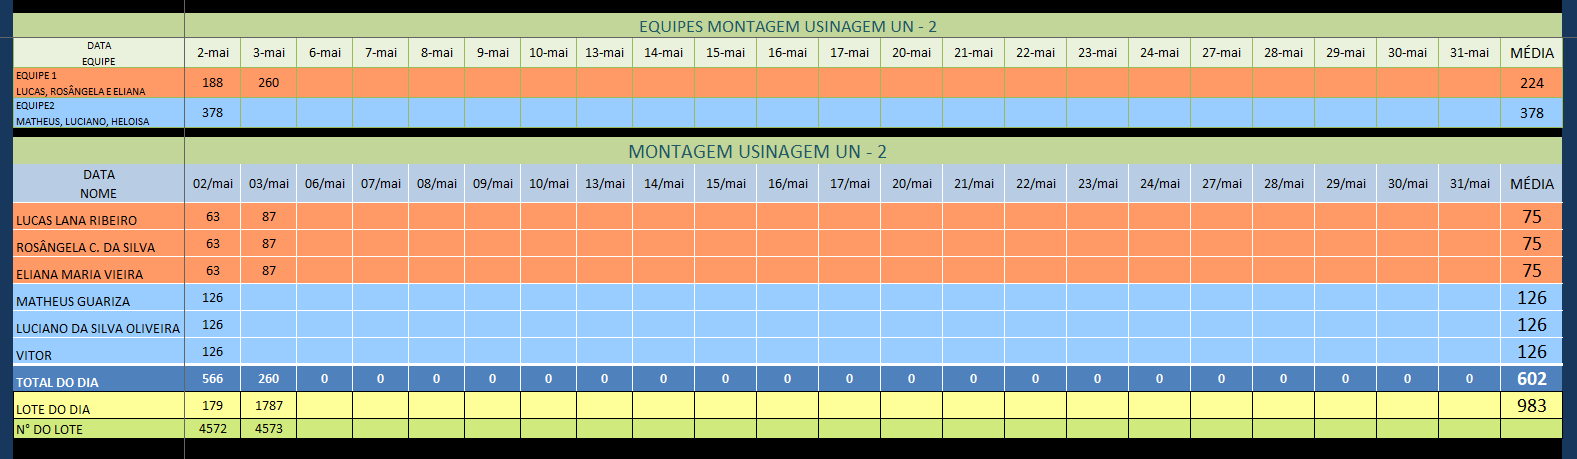 EQUIPES MONTAGEM USINAGEM UN - 2
DATA
EQUIPE
2-mai 3-mai 6-mai 7-mai 8-mai 9-mai 10-mai 13-mai 14-mai 15-mai 16-mai 17-mai 20-mai 21-mai 22-mai 23-mai 24-mai 27-mai 28-mai 29-mai 30-mai 31-mai MÉDIA
EQUIPE 1
LUCAS, ROSÂNGELA E ELIANA
188 260 224
EQUIPE2
MATHEUS, LUCIANO, HELOISA
378 378
MONTAGEM USINAGEM UN - 2
DATA
NOME
02/mai 03/mai 06/mai 07/mai 08/mai 09/mai 10/mai 13/mai 14/mai 15/mai 16/mai 17/mai 20/mai 21/mai 22/mai 23/mai 24/mai 27/mai 28/mai 29/mai 30/mai 31/mai MÉDIA
LUCAS LANA RIBEIRO 63 87 75
ROSÂNGELA C. DA SILVA 63 87 75
ELIANA MARIA VIEIRA 63 87 75
MATHEUS GUARIZA 126 126
LUCIANO DA SILVA OLIVEIRA 126 126
VITOR 126 126
TOTAL DO DIA 566 260 0 0 0 0 0 0 0 0 0 0 0 0 0 0 0 0 0 0 0 0 602
LOTE DO DIA 179 1787 983
N° DO LOTE 4572 4573